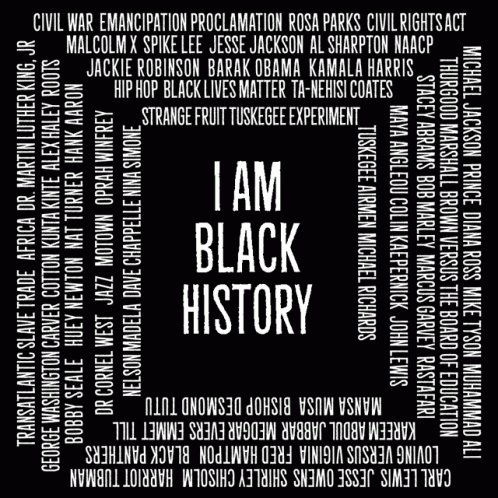 CIVIL WAR EMANCIPATION PROCLAMATION ROSA PARKS CIVIL RIGHTS ACT
MALCOLM X SPIKE LEE JESSE JACKSON AL SHARPTON NAACP
JACKIE ROBINSON BARAK OBAMA KAMALA HARRIS
HIP HOP BLACK LIVES MATTER TA-NEHISI COATES
STRANGE FRUIT TUSKEGEE EXPERIMENT
MICHAEL JACKSON PRINCE DIANA ROSS MIKE TYSON MUHAMMAD ALI
THURGOOD MARSHALL BROWN VERSUS THE BOARD OF EDUCATION
STACEY ABRAMS BOB MARLEY MARCUS GARVEY RASTAFARI
MAYA ANGLEOU COLIN KAEPERNICK JOHN LEWIS
TUSKEGEE AIRMEN MICHAEL RICHARDS
CARL LEWIS JESSE OWENS SHIRLEY CHISOLM HARRIOT TUBMAN
LOVING VERSUS VIGINIA FRED HAMPTON BLACK PANTHERS
KAREEM ABDUL JABBAR MEDGAR EVERS EMMET TILL
MANSA MUSA BISHOP DESMOND TUTU
TRANSATLANTIC SLAVE TRADE AFRICA DR. MARTIN LUTHER KING, JR
GEORGE WASHINGTON CARVER COTTON KUNTA KINTE ALEX HALEY ROOTS
BOBBY SEALE HUEY NEWTON NAT TURNER HANK AARON
DR CORNEL WEST JAZZ MOTOWN OPRAH WINFREY
NELSON MADELA DAVE CHAPPELLE NINA SIMONE
I AM
BLACK
HISTORY